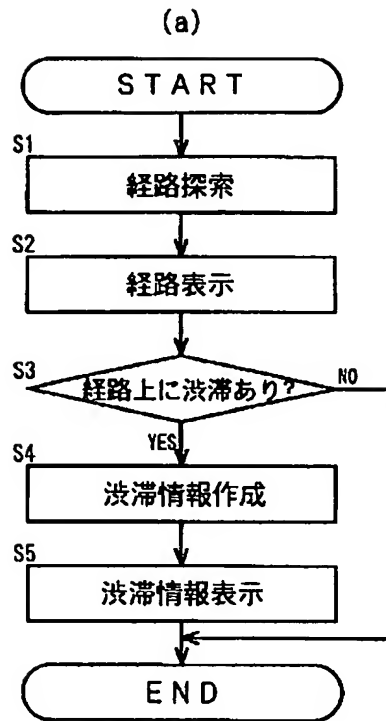 (a)
START
S1
経路探索
S2
経路表示
S3
経路上に渋滞あり?
NO
YES
S4
渋滞情報作成
S5
渋滞情報表示
END